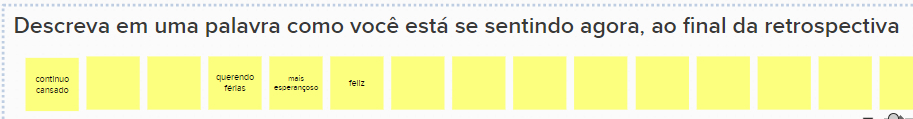 Descreva em uma palavra como você está se sentindo agora, ao final da retrospectiva
continuo
cansado
querendo
férias
mais
esperançoso
feliz